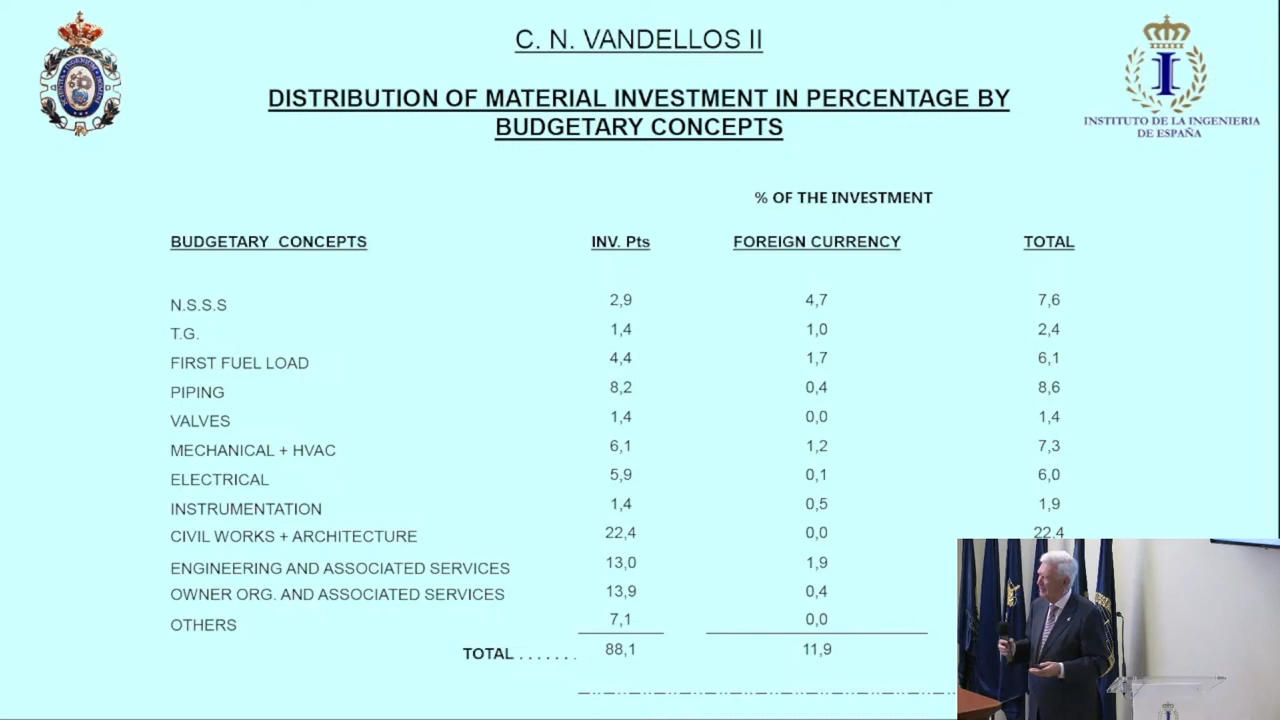 C. N. VANDELLOS II
DISTRIBUTION OF MATERIAL INVESTMENT IN PERCENTAGE BY
BUDGETARY CONCEPTS
INSTITUTO DE LA INGENIERIA
DE ESPAÑA
% OF THE INVESTMENT
BUDGETARY CONCEPTS INV. Pts FOREIGN CURRENCY TOTAL
N.S.S.S 2,9 4,7 7,6
T.G. 1,4 1,0 2,4
FIRST FUEL LOAD 4,4 1,7 6,1
PIPING 8,2 0,4 8,6
VALVES 1,4 0,0 1,4
MECHANICAL + HVAC 6,1 1,2 7,3
ELECTRICAL 5,9 0,1 6,0
INSTRUMENTATION 1,4 0,5 1,9
CIVIL WORKS + ARCHITECTURE 22,4 0,0 22,4
ENGINEERING AND ASSOCIATED SERVICES 13,0 1,9
OWNER ORG. AND ASSOCIATED SERVICES 13,9 0,4
OTHERS 7,1 0,0
TOTAL . . . . . . . 88,1 11,9